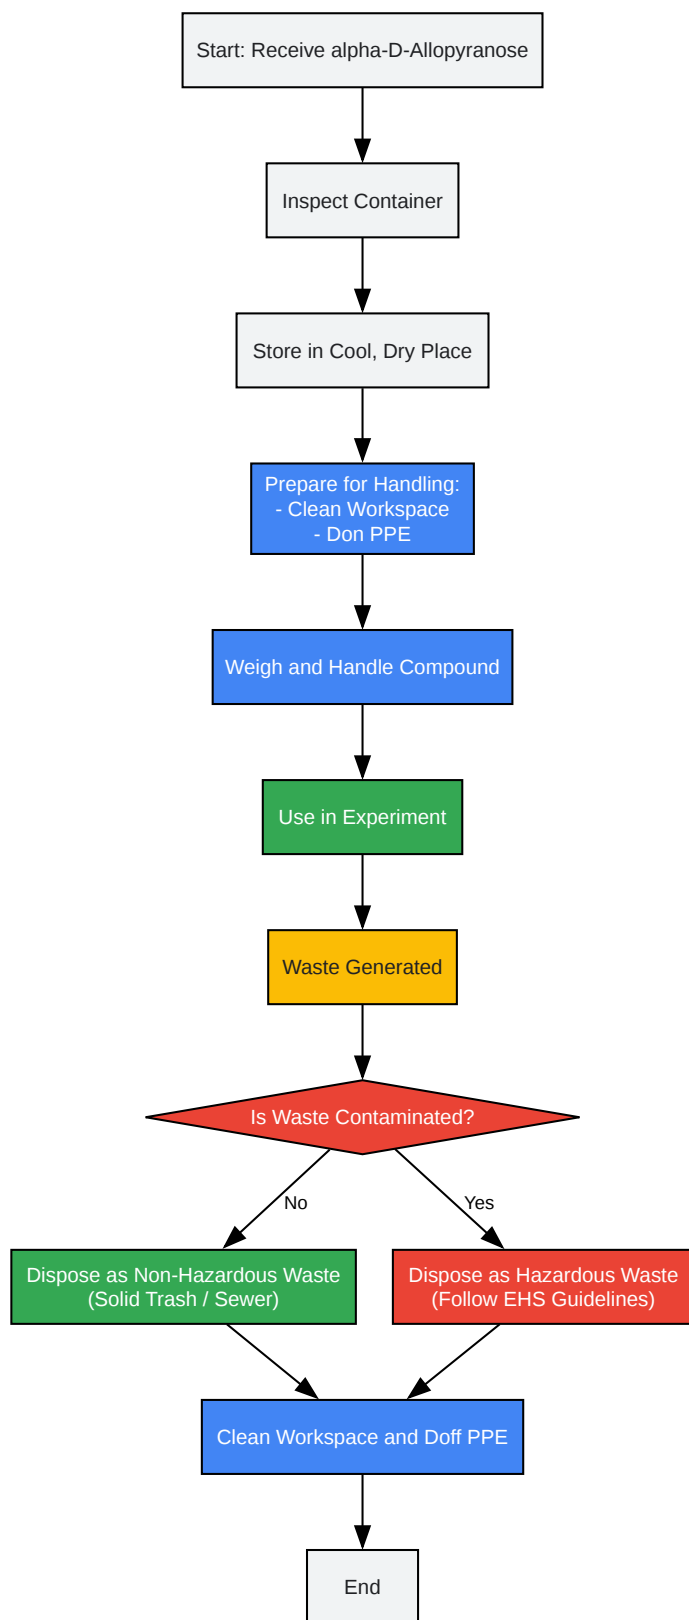 Start: Receive alpha-D-Allopyranose
Inspect Container
Store in Cool, Dry Place
Prepare for Handling:
- Clean Workspace
- Don PPE
Weigh and Handle Compound
Use in Experiment
Waste Generated
Is Waste Contaminated?
No
Yes
Dispose as Non-Hazardous Waste
(Solid Trash / Sewer)
Dispose as Hazardous Waste
(Follow EHS Guidelines)
Clean Workspace and Doff PPE
End